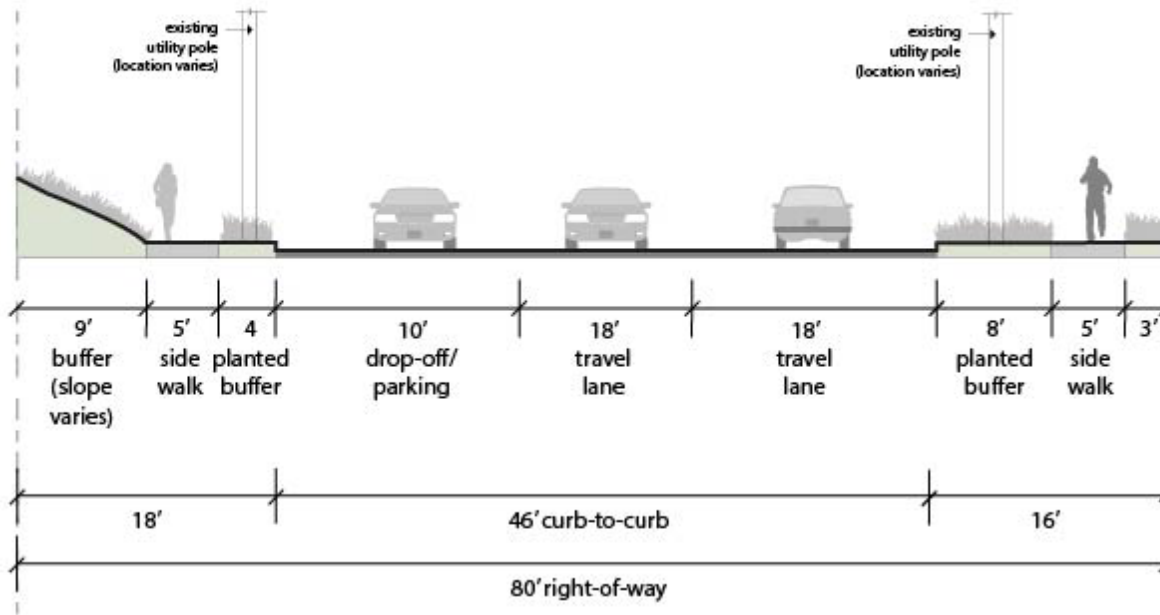 existing
utility pole
(location varies)
existing
utility pole
(location varies)
9’
buffer
(slope
varies)
5’
side
walk
4
planted
buffer
10’
drop-off/
parking
18’
travel
lane
18’
travel
lane
8’
planted
buffer
5’
side
walk
3’
18’
46’ curb-to-curb
16’
80’ right-of-way